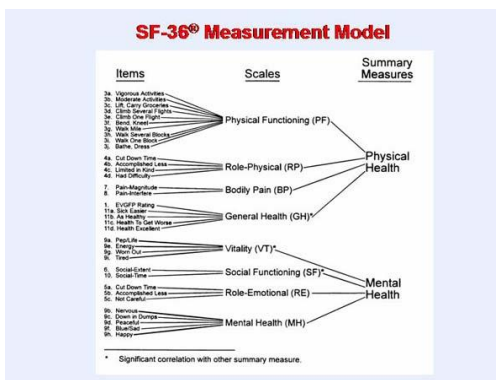 SF-36® Measurement Model
Items
Scales
Summary
Measures
3a. Vigorous Activities
3b. Moderate Activities
3c. Lift, Carry Groceries
3d. Climb Several Flights
3e. Climb One Flight
3f. Bend, Kneel
3g. Walk Mile
3h. Walk Several Blocks
3i. Walk One Block
3j. Bathe, Dress
Physical Functioning (PF)
4a. Cut Down Time
4b. Accomplished Less
4c. Limited in Kind
4d. Had Difficulty
Role-Physical (RP)
Physical
Health
7. Pain-Magnitude
8. Pain-Interfere
Bodily Pain (BP)
1. EVGFP Rating
11a. Sick Easier
11b. As Healthy
11c. Health To Get Worse
11d. Health Excellent
General Health (GH)*
9a. Pep/Life
9e. Energy
9g. Worn Out
9i. Tired
Vitality (VT)*
6. Social-Extent
10. Social-Time
Social Functioning (SF)*
Mental
Health
5a. Cut Down Time
5b. Accomplished Less
5c. Not Careful
Role-Emotional (RE)
9b. Nervous
9c. Down in Dumps
9d. Peaceful
9f. Blue/Sad
9h. Happy
Mental Health (MH)
* Significant correlation with other summary measure.